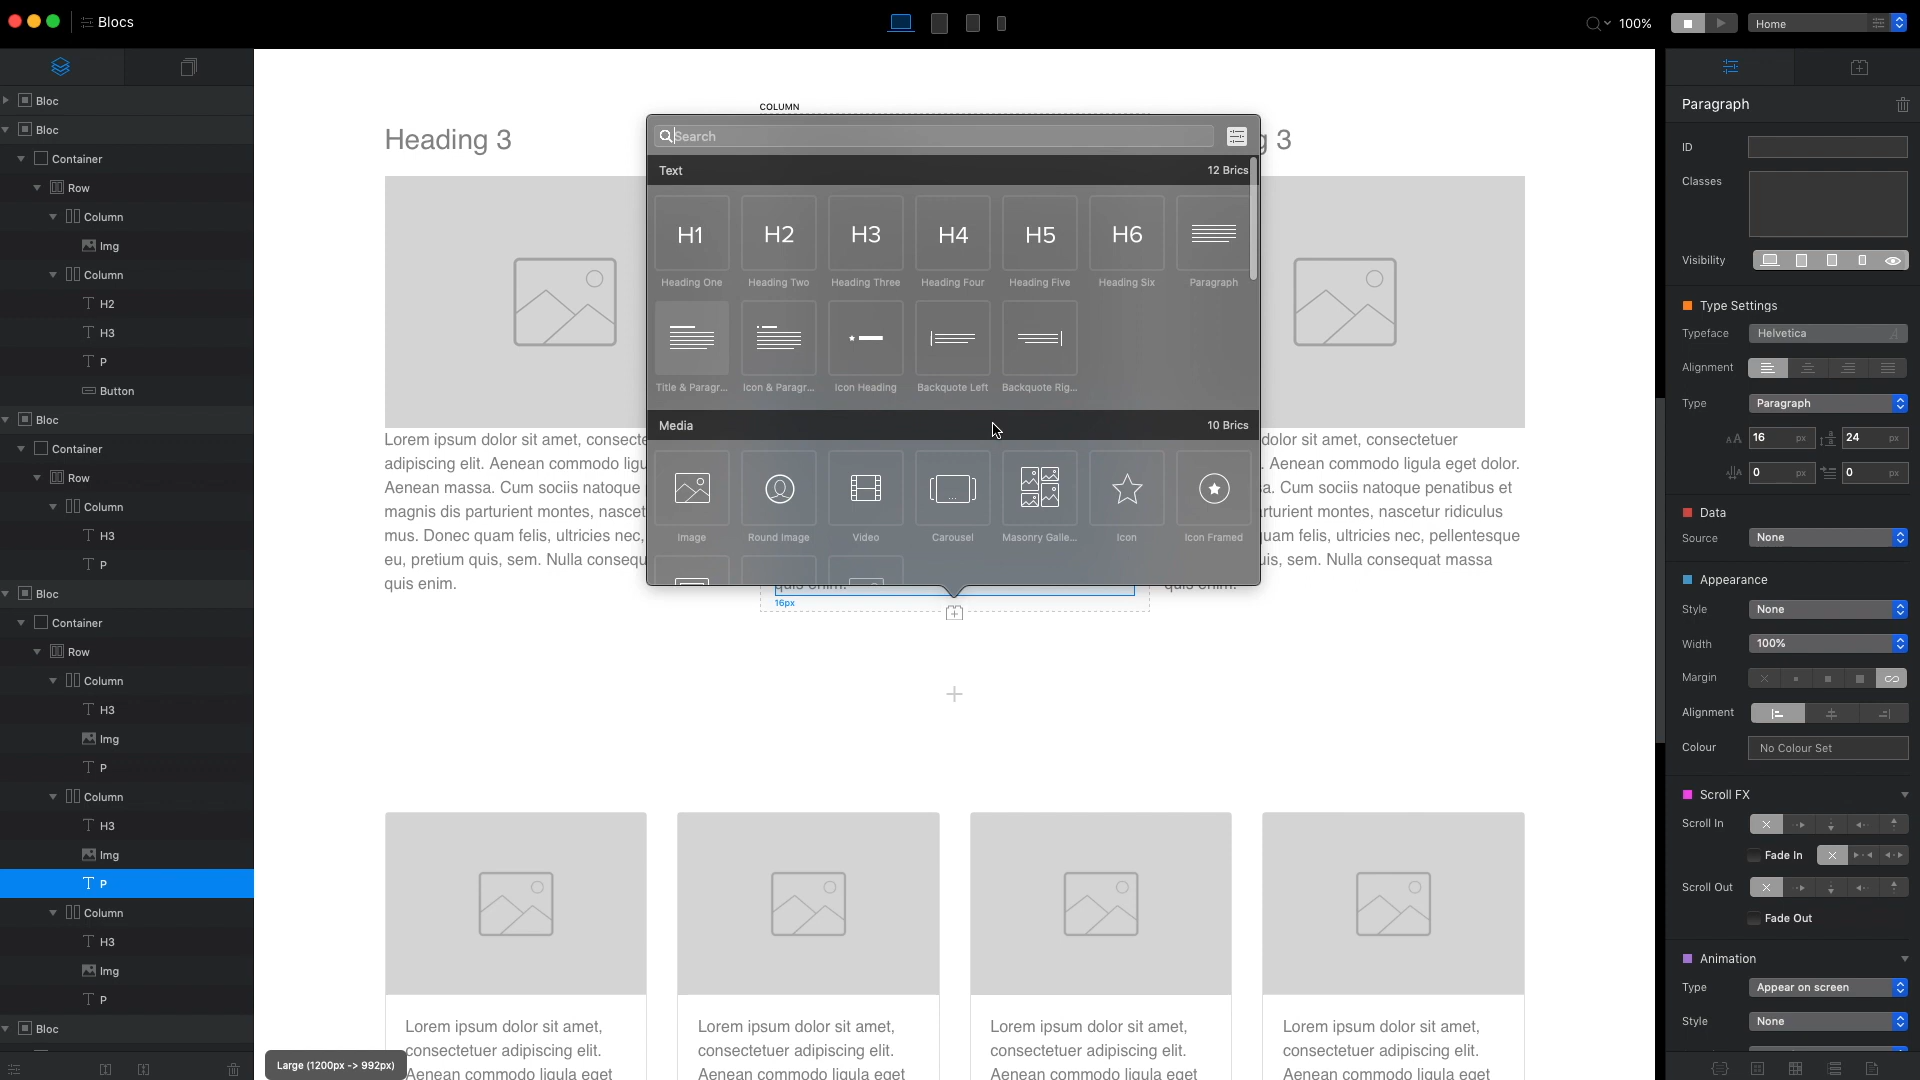 Blocs
100%
Home
Bloc
Bloc
Container
Row
Column
Img
Column
H2
H3
P
Button
Bloc
Container
Row
Column
H3
P
Bloc
Container
Row
Column
H3
Img
P
Column
H3
Img
P
Column
H3
Img
P
Bloc
COLUMN
Heading 3
Lorem ipsum dolor sit amet, consecte
adipiscing elit. Aenean commodo ligu
Aenean massa. Cum sociis natoque
magnis dis parturient montes, nascet
mus. Donec quam felis, ultricies nec,
eu, pretium quis, sem. Nulla consequ
quis enim.
Search
Text
12 Brics
H1
H2
H3
H4
H5
H6
Heading One
Heading Two
Heading Three
Heading Four
Heading Five
Heading Six
Paragraph
Title & Paragr...
Icon & Paragr...
Icon Heading
Backquote Left
Backquote Rig...
Media
10 Brics
Image
Round Image
Video
Carousel
Masonry Galle...
Icon
Icon Framed
quis enim.
16px
g 3
dolor sit amet, consectetuer
. Aenean commodo ligula eget dolor.
a. Cum sociis natoque penatibus et
arturient montes, nascetur ridiculus
uam felis, ultricies nec, pellentesque
uis, sem. Nulla consequat massa
quis enim.
Lorem ipsum dolor sit amet,
consectetuer adipiscing elit.
Aenean commodo ligula eget
Lorem ipsum dolor sit amet,
consectetuer adipiscing elit.
Aenean commodo ligula eget
Lorem ipsum dolor sit amet,
consectetuer adipiscing elit.
Aenean commodo ligula eget
Lorem ipsum dolor sit amet,
consectetuer adipiscing elit.
Aenean commodo ligula eget
Large (1200px -> 992px)
Paragraph
ID
Classes
Visibility
Type Settings
Typeface
Helvetica
Alignment
Type
Paragraph
16 px
24 px
0 px
0 px
Data
Source
None
Appearance
Style
None
Width
100%
Margin
Alignment
Colour
No Colour Set
Scroll FX
Scroll In
Fade In
Scroll Out
Fade Out
Animation
Type
Appear on screen
Style
None